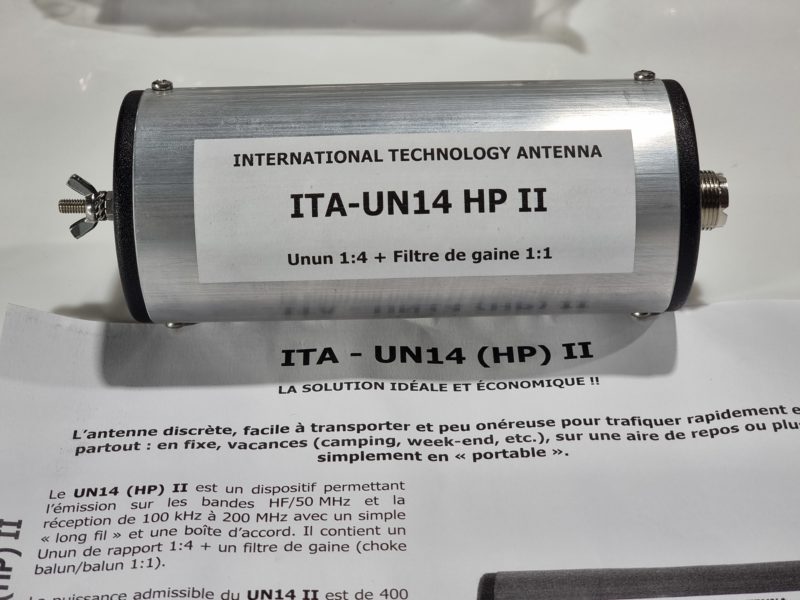 INTERNATIONAL TECHNOLOGY ANTENNA
ITA-UN14 HP II
Unun 1:4 + Filtre de gaine 1:1
ITA - UN14 (HP) II
LA SOLUTION IDÉALE ET ÉCONOMIQUE !!
L'antenne discrète, facile à transporter et peu onéreuse pour trafiquer rapidement e
partout : en fixe, vacances (camping, week-end, etc.), sur une aire de repos ou plus
simplement en « portable ».
Le UN14 (HP) II est un dispositif permettant
l'émission sur les bandes HF/50 MHz et la
réception de 100 kHz à 200 MHz avec un simple
« long fil » et une boîte d'accord. Il contient un
Unun de rapport 1:4 + un filtre de gaine (choke
balun/balun 1:1).
La puissance admissible du UN14 II est de 400
(HP) II